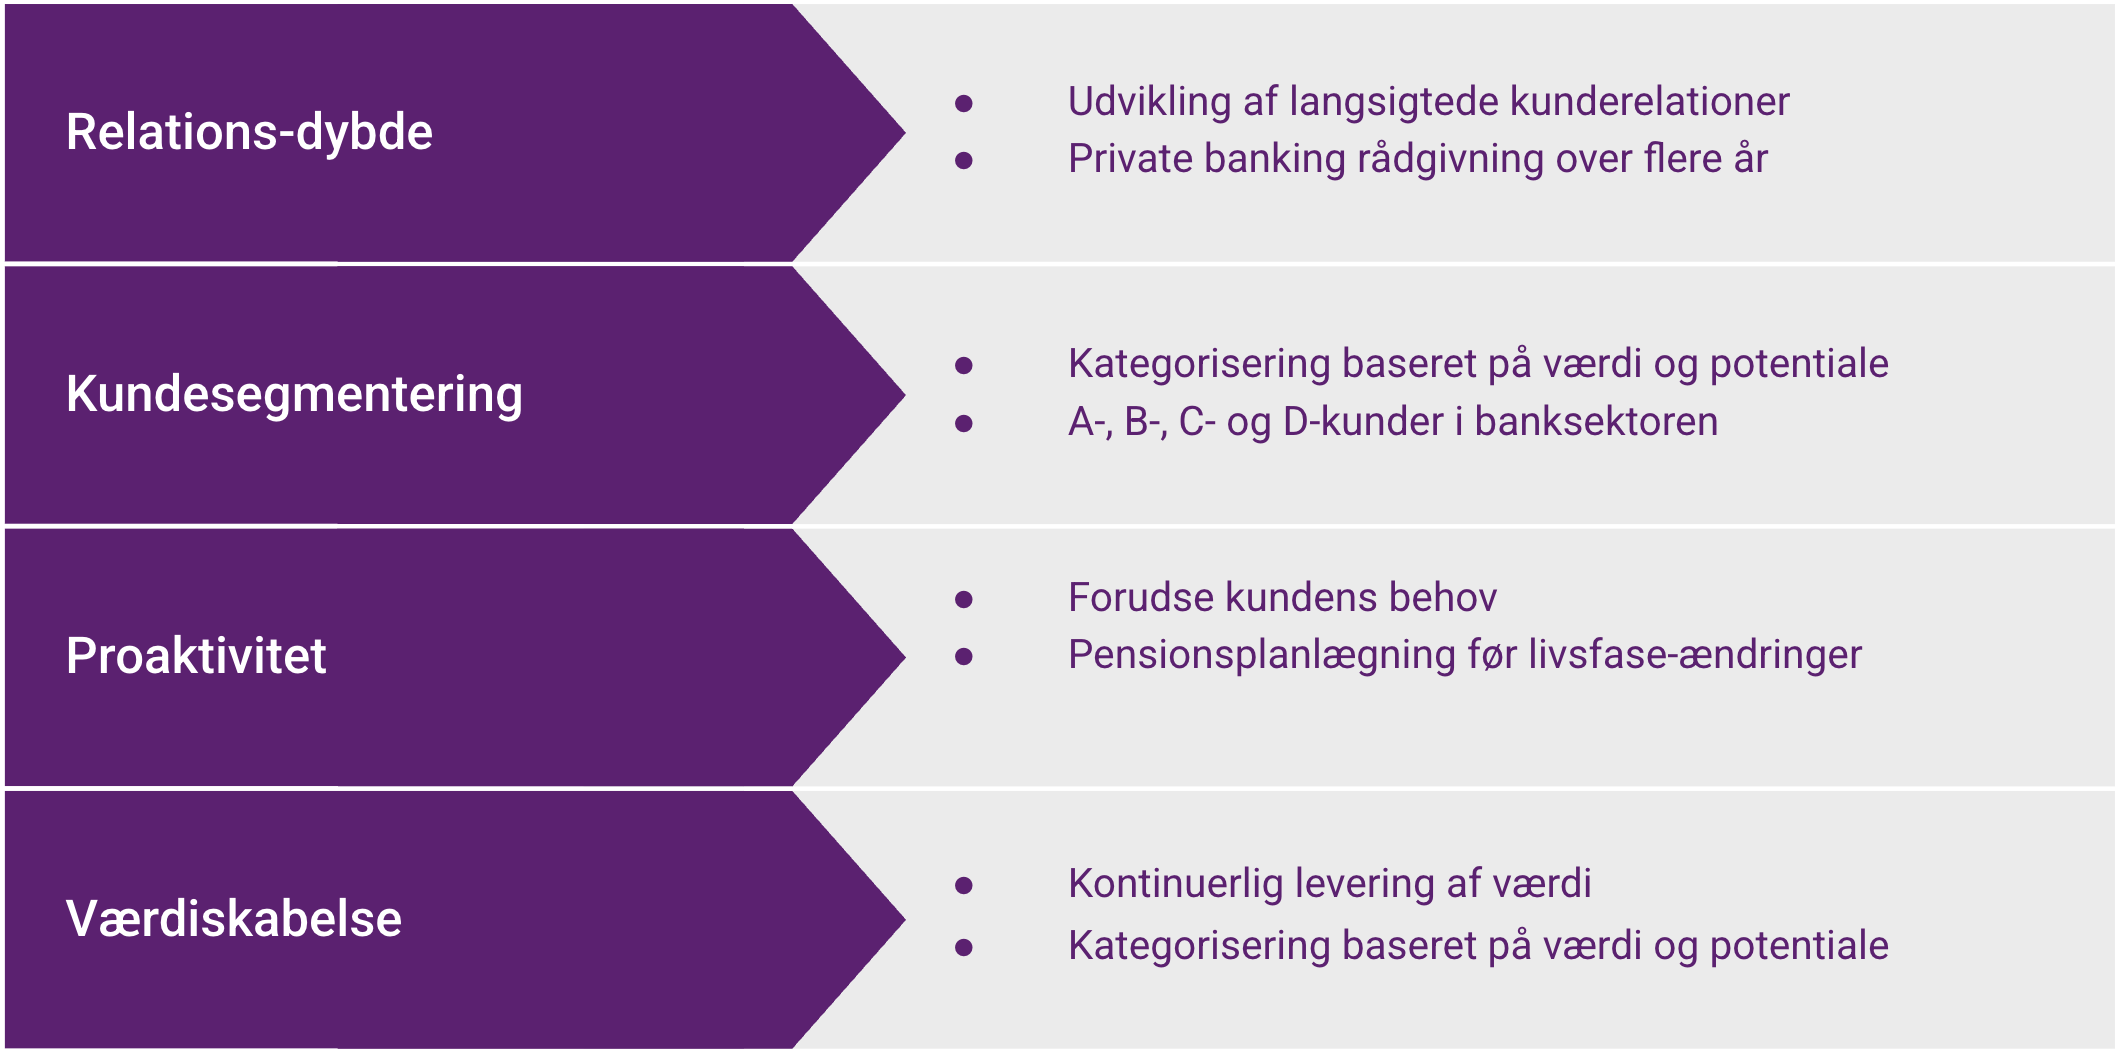 Relations-dybde
● Udvikling af langsigtede kunderelationer
● Private banking rådgivning over flere år
Kundesegmentering
● Kategorisering baseret på værdi og potentiale
● A-, B-, C- og D-kunder i banksektoren
Proaktivitet
● Forudse kundens behov
● Pensionsplanlægning før livsfase-ændringer
Værdiskabelse
● Kontinuerlig levering af værdi
● Kategorisering baseret på værdi og potentiale